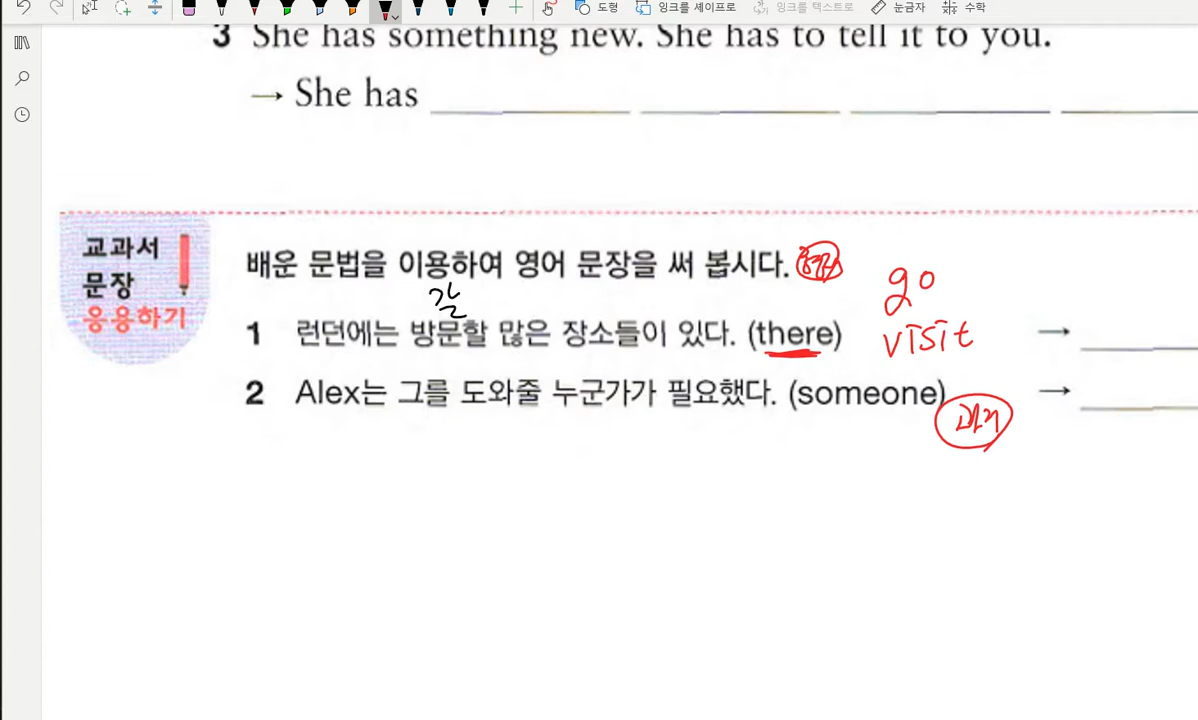 도형 잉크를 셰이프로 잉크를 텍스트로 눈금자 수학
3 She has something new. She has to tell it to you.
→ She has
교과서
문장
응용하기
배운 문법을 이용하여 영어 문장을 써 봅시다.
go
갈
1 런던에는 방문할 많은 장소들이 있다. (there) visit →
2 Alex는 그를 도와줄 누군가가 필요했다. (someone) →
과거